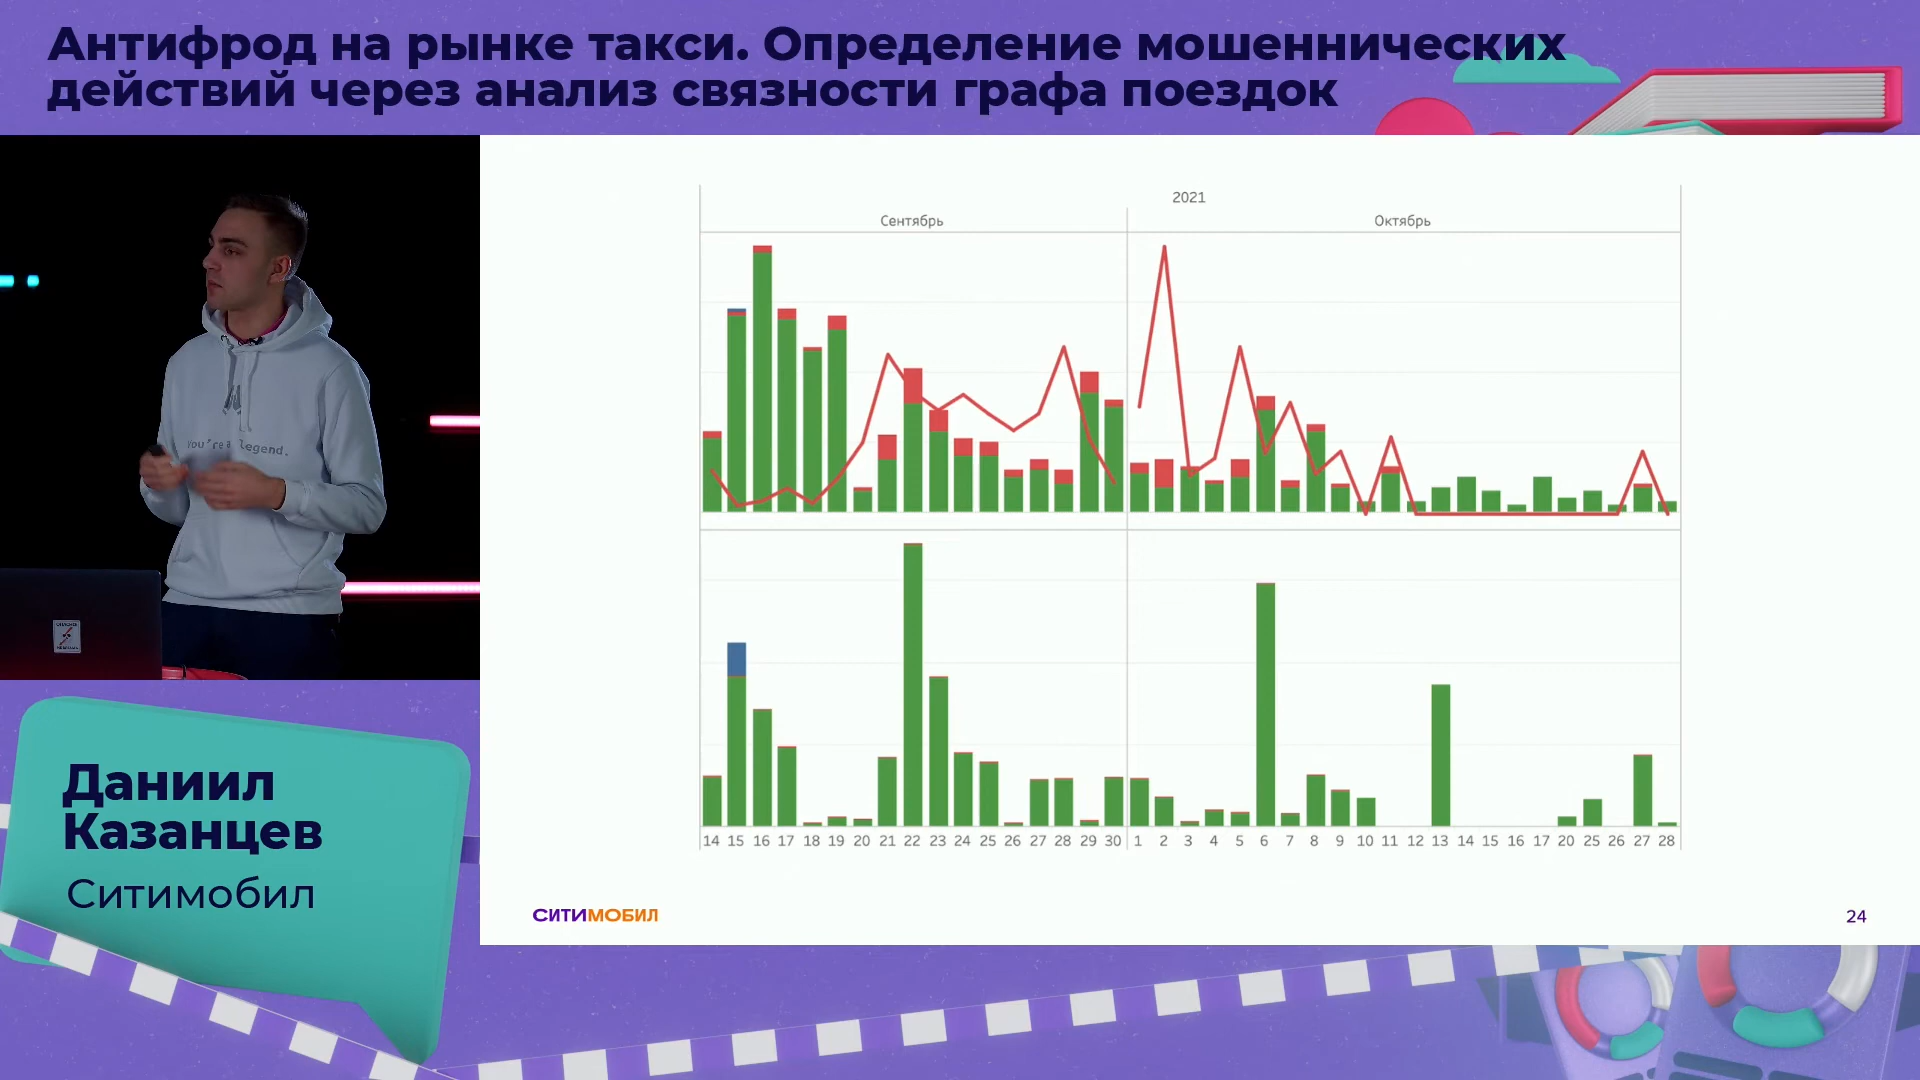 Антифрод на рынке такси. Определение мошеннических
действий через анализ связности графа поездок
You're a legend.
2021
Сентябрь Октябрь
14 15 16 17 18 19 20 21 22 23 24 25 26 27 28 29 30 1 2 3 4 5 6 7 8 9 10 11 12 13 14 15 16 17 20 25 26 27 28
СИТИМОБИЛ
24
Даниил
Казанцев
Ситимобил